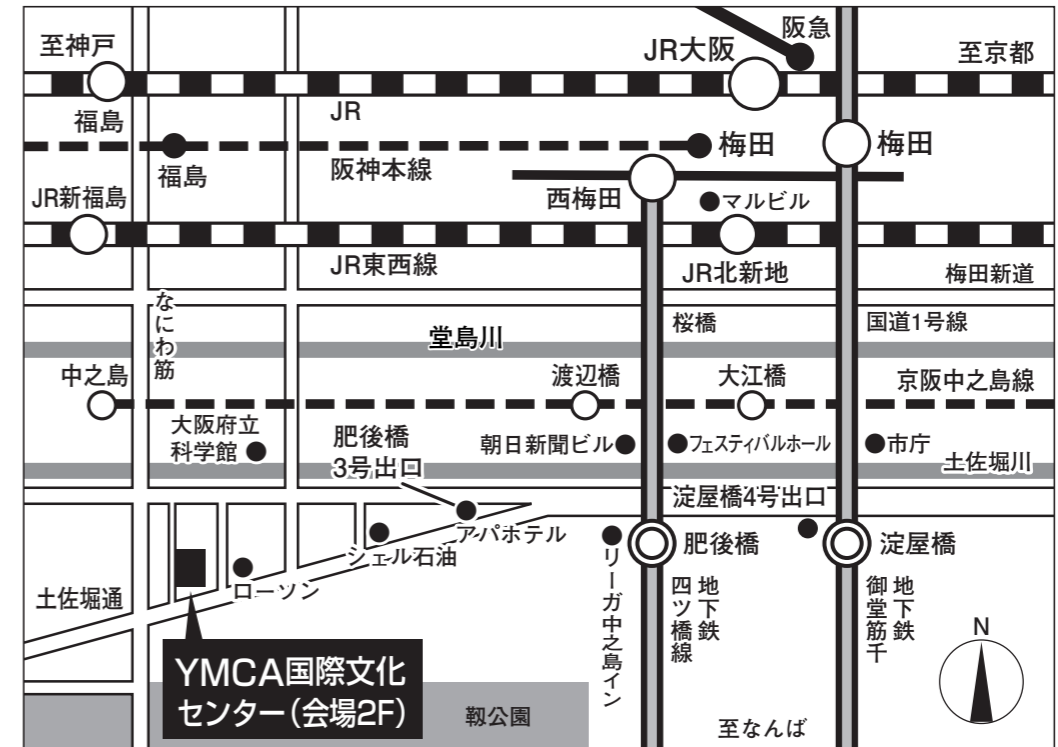 阪急
至神戸
JR大阪
至京都
福島
JR
梅田
梅田
福島
阪神本線
JR新福島
西梅田
マルビル
JR東西線
JR北新地
梅田新道
なにわ筋
桜橋
国道1号線
堂島川
中之島
渡辺橋
大江橋
京阪中之島線
大阪府立
科学館
肥後橋
3号出口
朝日新聞ビル
フェスティバルホール
市庁
土佐堀川
淀屋橋4号出口
アパホテル
シェル石油
肥後橋
淀屋橋
リーガ中之島イン
ローソン
土佐堀通
地下鉄
四ツ橋線
地下鉄
御堂筋千
N
YMCA国際文化
センター(会場2F)
靱公園
至なんば